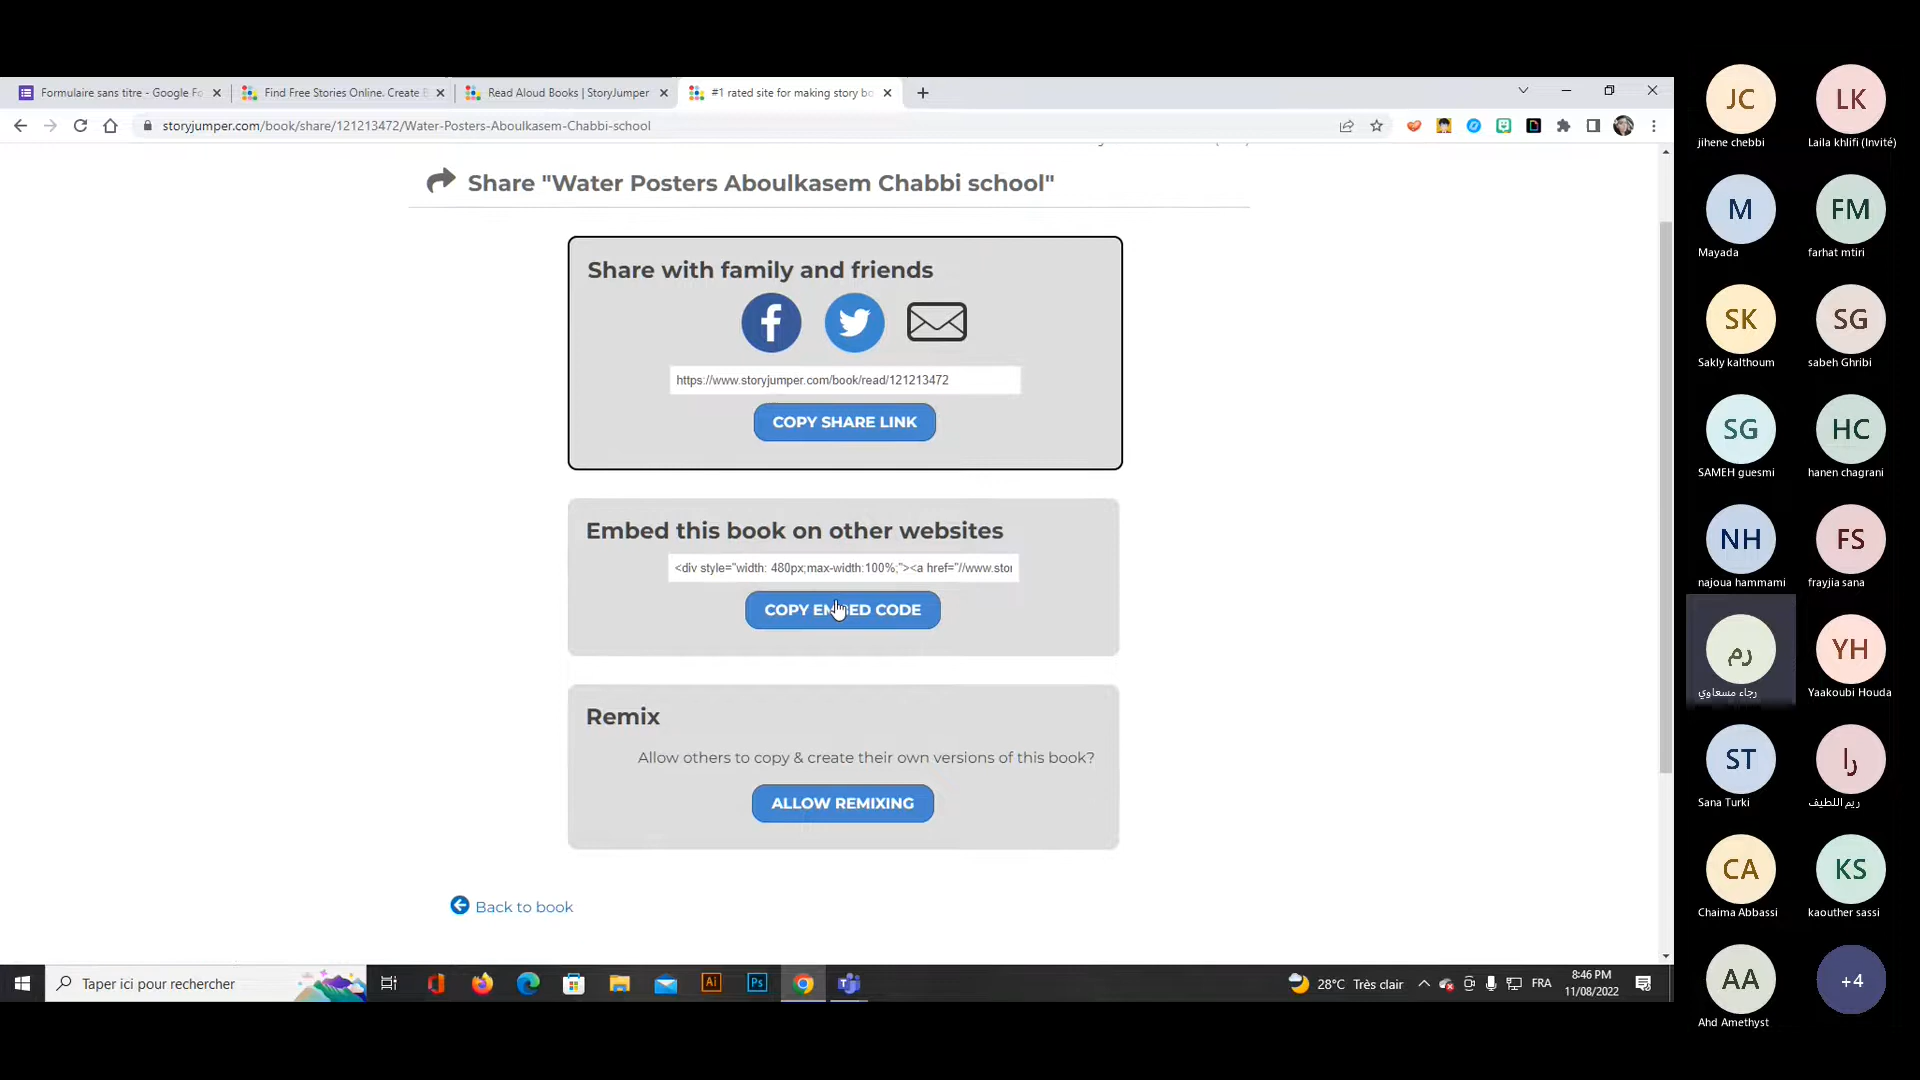 Formulaire sans titre - Google Fo
Find Free Stories Online. Create B
Read Aloud Books | StoryJumper
#1 rated site for making story bo
storyjumper.com/book/share/121213472/Water-Posters-Aboulkasem-Chabbi-school
Share "Water Posters Aboulkasem Chabbi school"
Share with family and friends
https://www.storyjumper.com/book/read/121213472
COPY SHARE LINK
Embed this book on other websites
<div style="width: 480px;max-width:100%;"><a href="//www.stor
COPY EMBED CODE
Remix
Allow others to copy & create their own versions of this book?
ALLOW REMIXING
Back to book
Taper ici pour rechercher
Ai
Ps
28°C Très clair
FRA
8:46 PM
11/08/2022
JC
jihene chebbi
LK
Laila khlifi (Invité)
M
Mayada
FM
farhat mtiri
SK
Sakly kalthoum
SG
sabeh Ghribi
SG
SAMEH guesmi
HC
hanen chagrani
NH
najoua hammami
FS
frayjia sana
رم
رجاء مسعاوي
YH
Yaakoubi Houda
ST
Sana Turki
را
ريم اللطيف
CA
Chaima Abbassi
KS
kaouther sassi
AA
Ahd Amethyst
+4